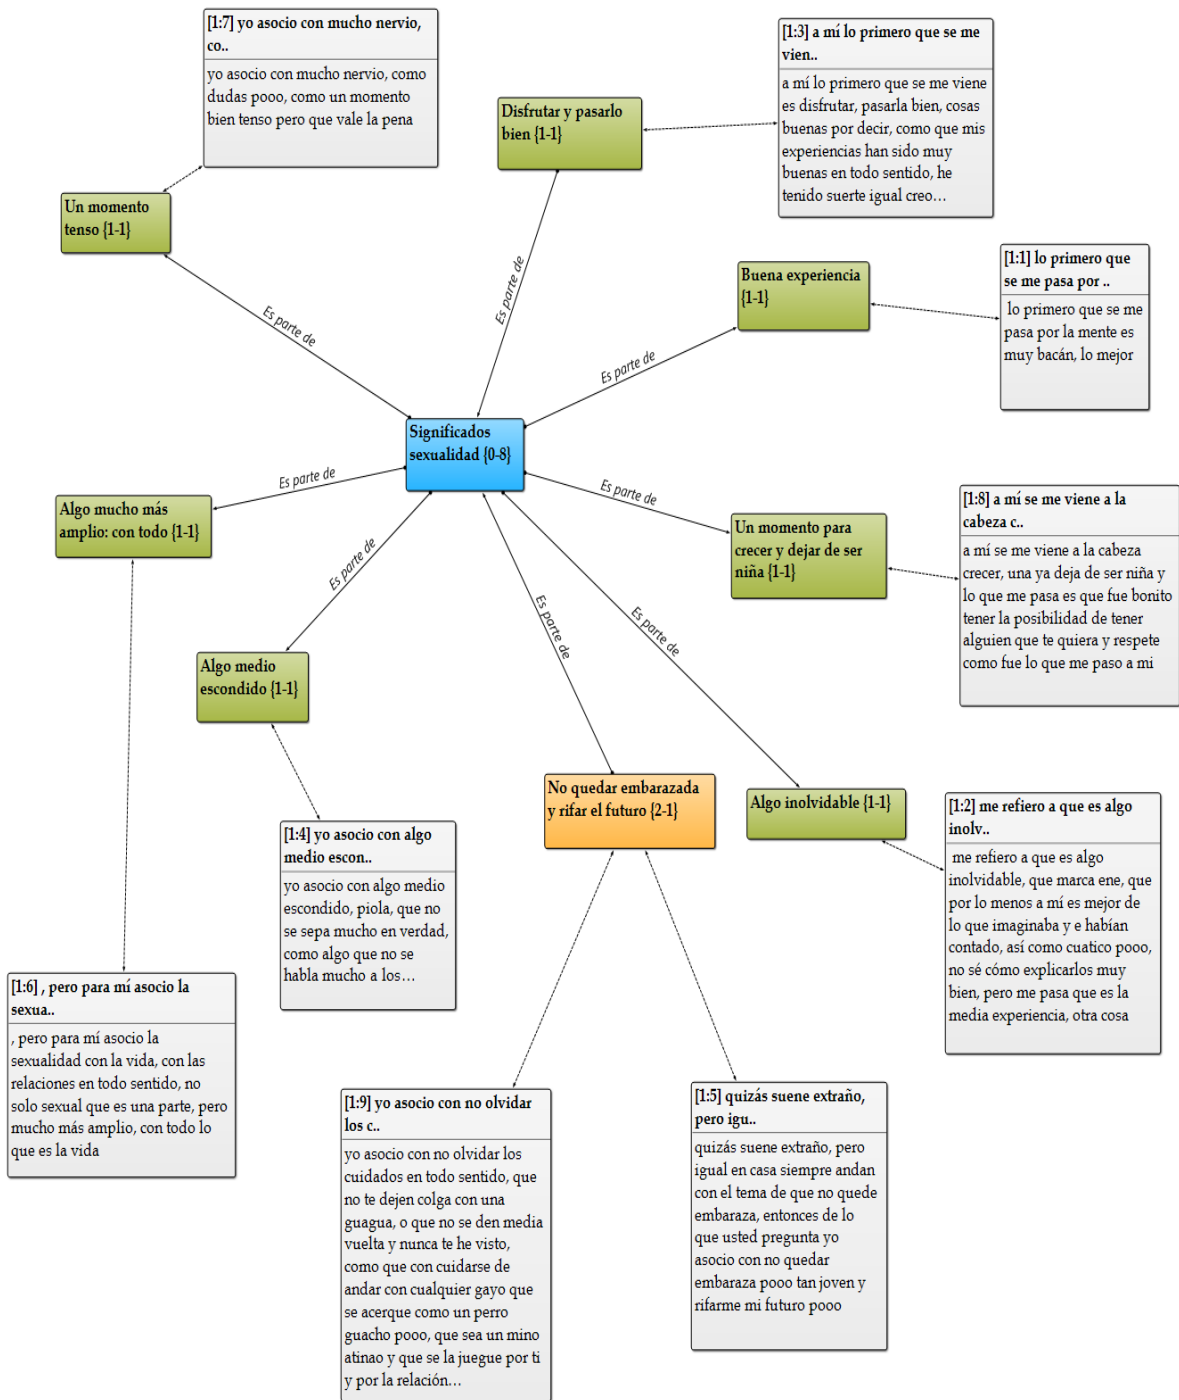 [1:7] yo asocio con mucho nervio,
co..
yo asocio con mucho nervio, como
dudas pooo, como un momento
bien tenso pero que vale la pena
[1:3] a mí lo primero que se me
vien..
a mí lo primero que se me viene
es disfrutar, pasarla bien, cosas
buenas por decir, como que mis
experiencias han sido muy
buenas en todo sentido, he
tenido suerte igual creo…
Disfrutar y pasarlo
bien {1-1}
Un momento
tenso {1-1}
Es parte de
Es parte de
Buena experiencia
{1-1}
[1:1] lo primero que
se me pasa por ..
lo primero que se me
pasa por la mente es
muy bacán, lo mejor
Es parte de
Significados
sexualidad {0-8}
Es parte de
Es parte de
Algo mucho más
amplio: con todo {1-1}
Un momento para
crecer y dejar de ser
niña {1-1}
[1:8] a mí se me viene a la
cabeza c..
a mí se me viene a la cabeza
crecer, una ya deja de ser niña y
lo que me pasa es que fue bonito
tener la posibilidad de tener
alguien que te quiera y respete
como fue lo que me paso a mi
Es parte de
Es parte de
Es parte de
Algo medio
escondido {1-1}
No quedar embarazada
y rifar el futuro {2-1}
Algo inolvidable {1-1}
[1:4] yo asocio con algo
medio escon..
yo asocio con algo medio
escondido, piola, que no
se sepa mucho en verdad,
como algo que no se
habla mucho a los…
[1:2] me refiero a que es algo
inolv..
me refiero a que es algo
inolvidable, que marca ene, que
por lo menos a mí es mejor de
lo que imaginaba y e habían
contado, así como cuatico pooo,
no sé cómo explicarlos muy
bien, pero me pasa que es la
media experiencia, otra cosa
[1:6] , pero para mí asocio la
sexua..
, pero para mí asocio la
sexualidad con la vida, con las
relaciones en todo sentido, no
solo sexual que es una parte, pero
mucho más amplio, con todo lo
que es la vida
[1:9] yo asocio con no olvidar
los c..
yo asocio con no olvidar los
cuidados en todo sentido, que
no te dejen colga con una
guagua, o que no se den media
vuelta y nunca te he visto,
como que con cuidarse de
andar con cualquier gayo que
se acerque como un perro
guacho pooo, que sea un mino
atinao y que se la juegue por ti
y por la relación…
[1:5] quizás suene extraño,
pero igu..
quizás suene extraño, pero
igual en casa siempre andan
con el tema de que no quede
embaraza, entonces de lo
que usted pregunta yo
asocio con no quedar
embaraza pooo tan joven y
rifarme mi futuro pooo